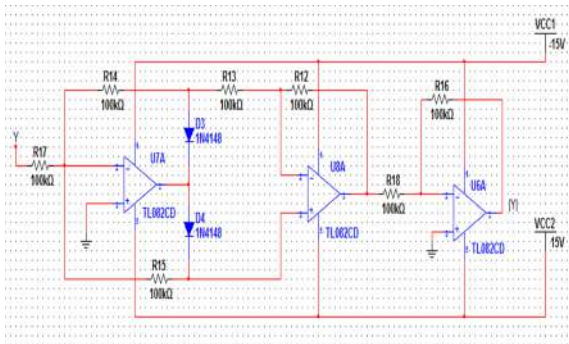 VCC1
-15V
R14
100kΩ
R13
100kΩ
R12
100kΩ
R16
100kΩ
D3
1N4148
Y
R17
100kΩ
U7A
TL082CD
U8A
TL082CD
R18
100kΩ
U6A
TL082CD
|Y|
D4
1N4148
VCC2
15V
R15
100kΩ